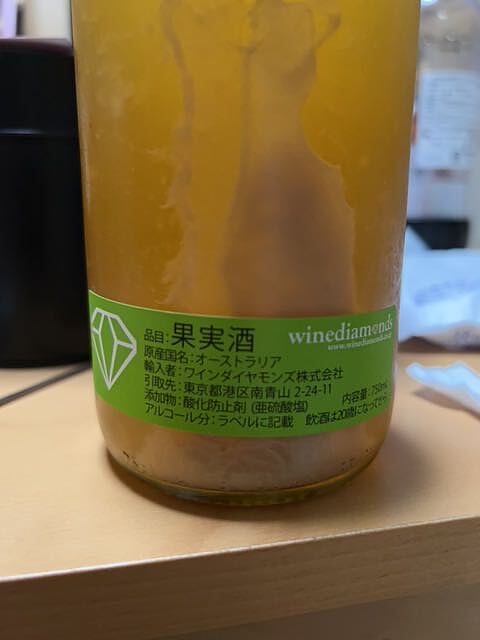 品目：果実酒
winediamonds
原産国名：オーストラリア
輸入者：ワインダイヤモンズ株式会社
引取先：東京都港区南青山 2-24-11
添加物：酸化防止剤 (亜硫酸塩)
内容量：750mL
アルコール分：ラベルに記載
飲酒は20歳になってから